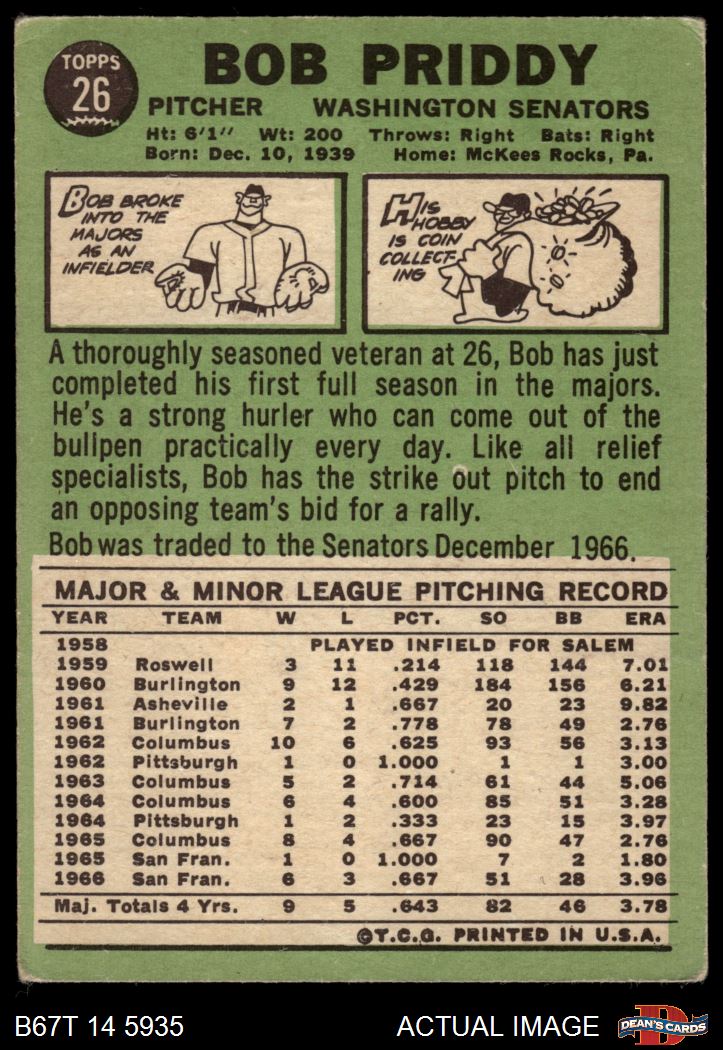 TOPPS
26
BOB PRIDDY
PITCHER WASHINGTON SENATORS
Ht: 6'1" Wt: 200 Throws: Right Bats: Right
Born: Dec. 10, 1939 Home: McKees Rocks, Pa.
BOB BROKE
INTO THE
MAJORS
AS AN
INFIELDER
HIS
HOBBY
IS COIN
COLLECT-
ING
A thoroughly seasoned veteran at 26, Bob has just
completed his first full season in the majors.
He's a strong hurler who can come out of the
bullpen practically every day. Like all relief
specialists, Bob has the strike out pitch to end
an opposing team's bid for a rally.
Bob was traded to the Senators December 1966.
MAJOR & MINOR LEAGUE PITCHING RECORD
YEAR TEAM W L PCT. SO BB ERA
1958 PLAYED INFIELD FOR SALEM
1959 Roswell 3 11 .214 118 144 7.01
1960 Burlington 9 12 .429 184 156 6.21
1961 Asheville 2 1 .667 20 23 9.82
1961 Burlington 7 2 .778 78 49 2.76
1962 Columbus 10 6 .625 93 56 3.13
1962 Pittsburgh 1 0 1.000 1 1 3.00
1963 Columbus 5 2 .714 61 44 5.06
1964 Columbus 6 4 .600 85 51 3.28
1964 Pittsburgh 1 2 .333 23 15 3.97
1965 Columbus 8 4 .667 90 47 2.76
1965 San Fran. 1 0 1.000 7 2 1.80
1966 San Fran. 6 3 .667 51 28 3.96
Maj. Totals 4 Yrs. 9 5 .643 82 46 3.78
©T.C.G. PRINTED IN U.S.A.
B67T 14 5935 ACTUAL IMAGE
D
DEAN'S CARDS